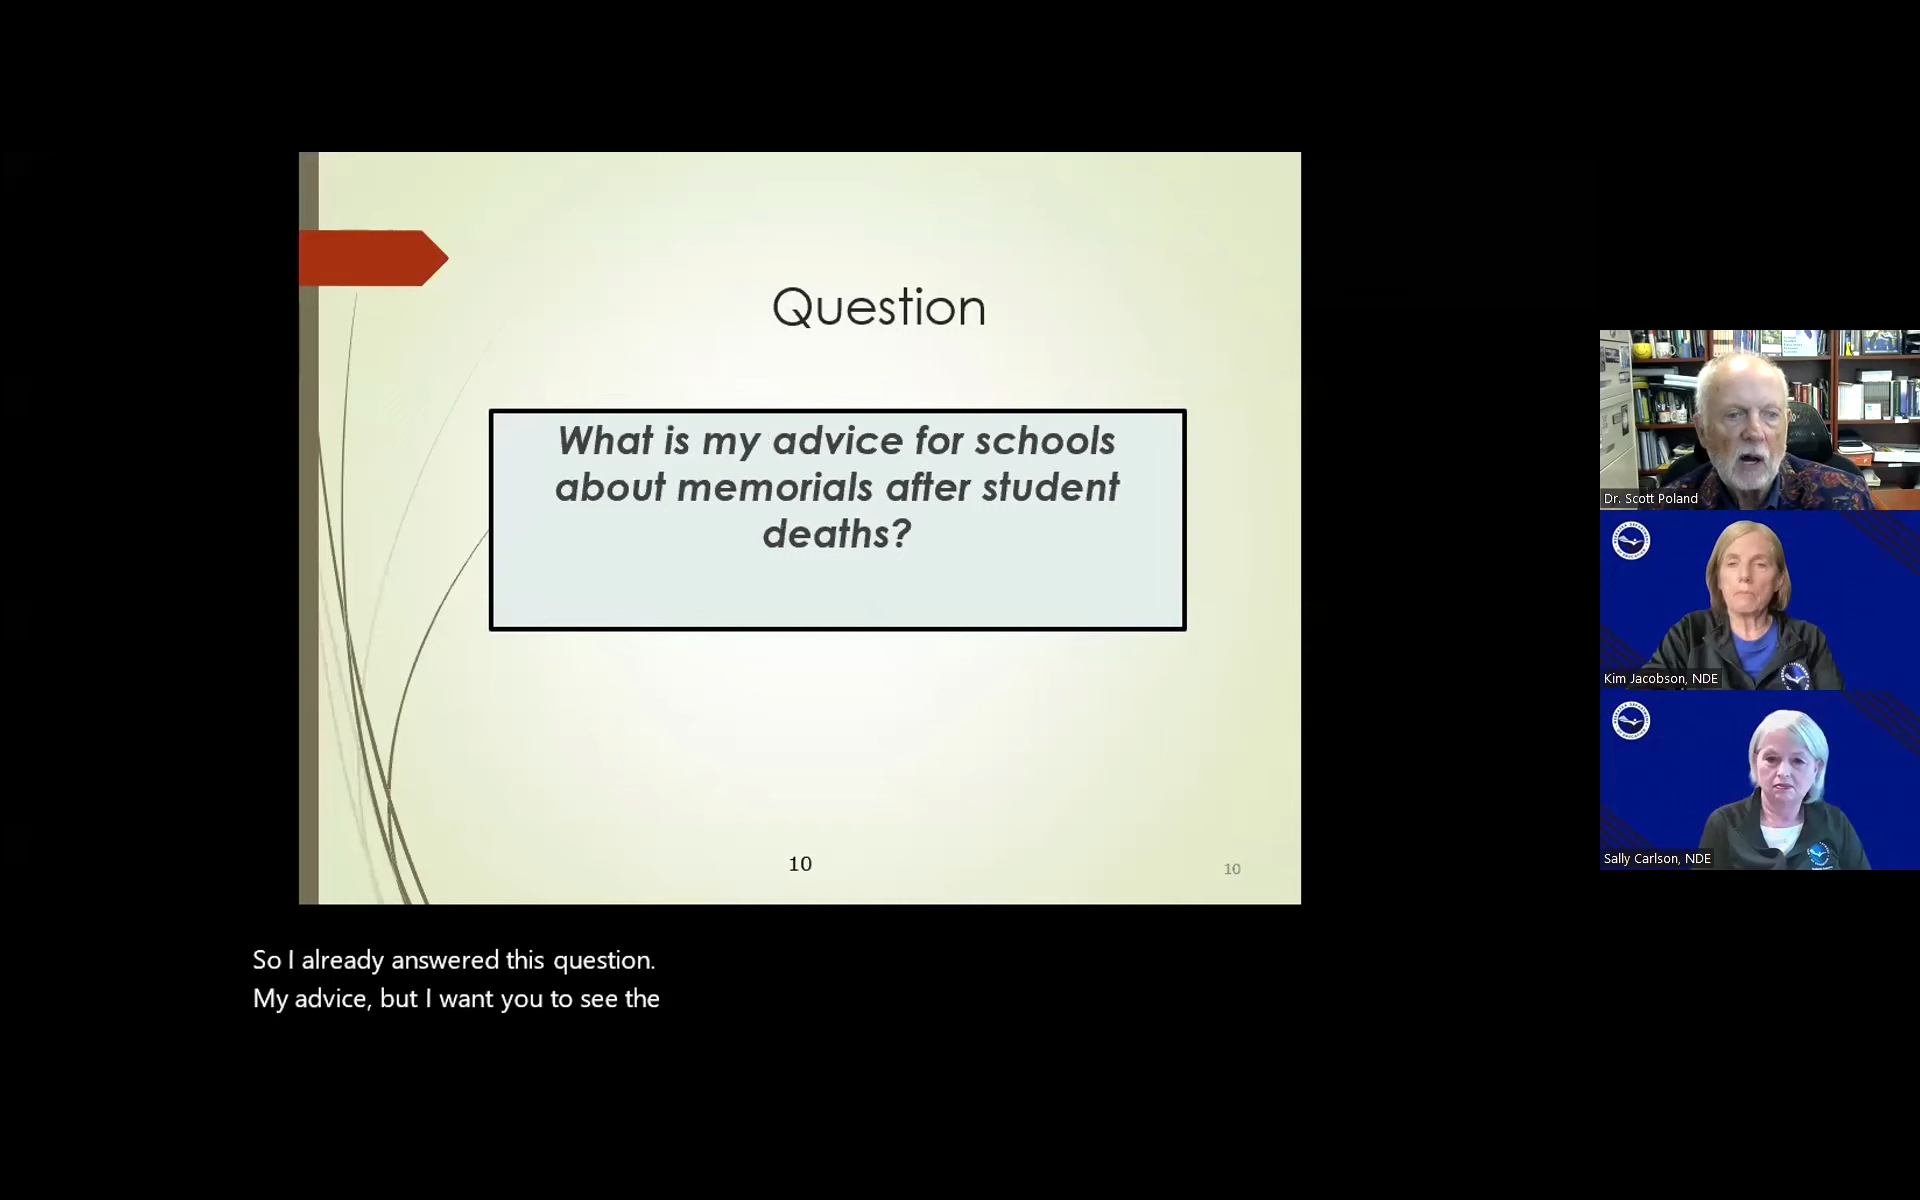 Question
What is my advice for schools
about memorials after student
deaths?
10
10
Dr. Scott Poland
Kim Jacobson, NDE
Sally Carlson, NDE
So I already answered this question.
My advice, but I want you to see the